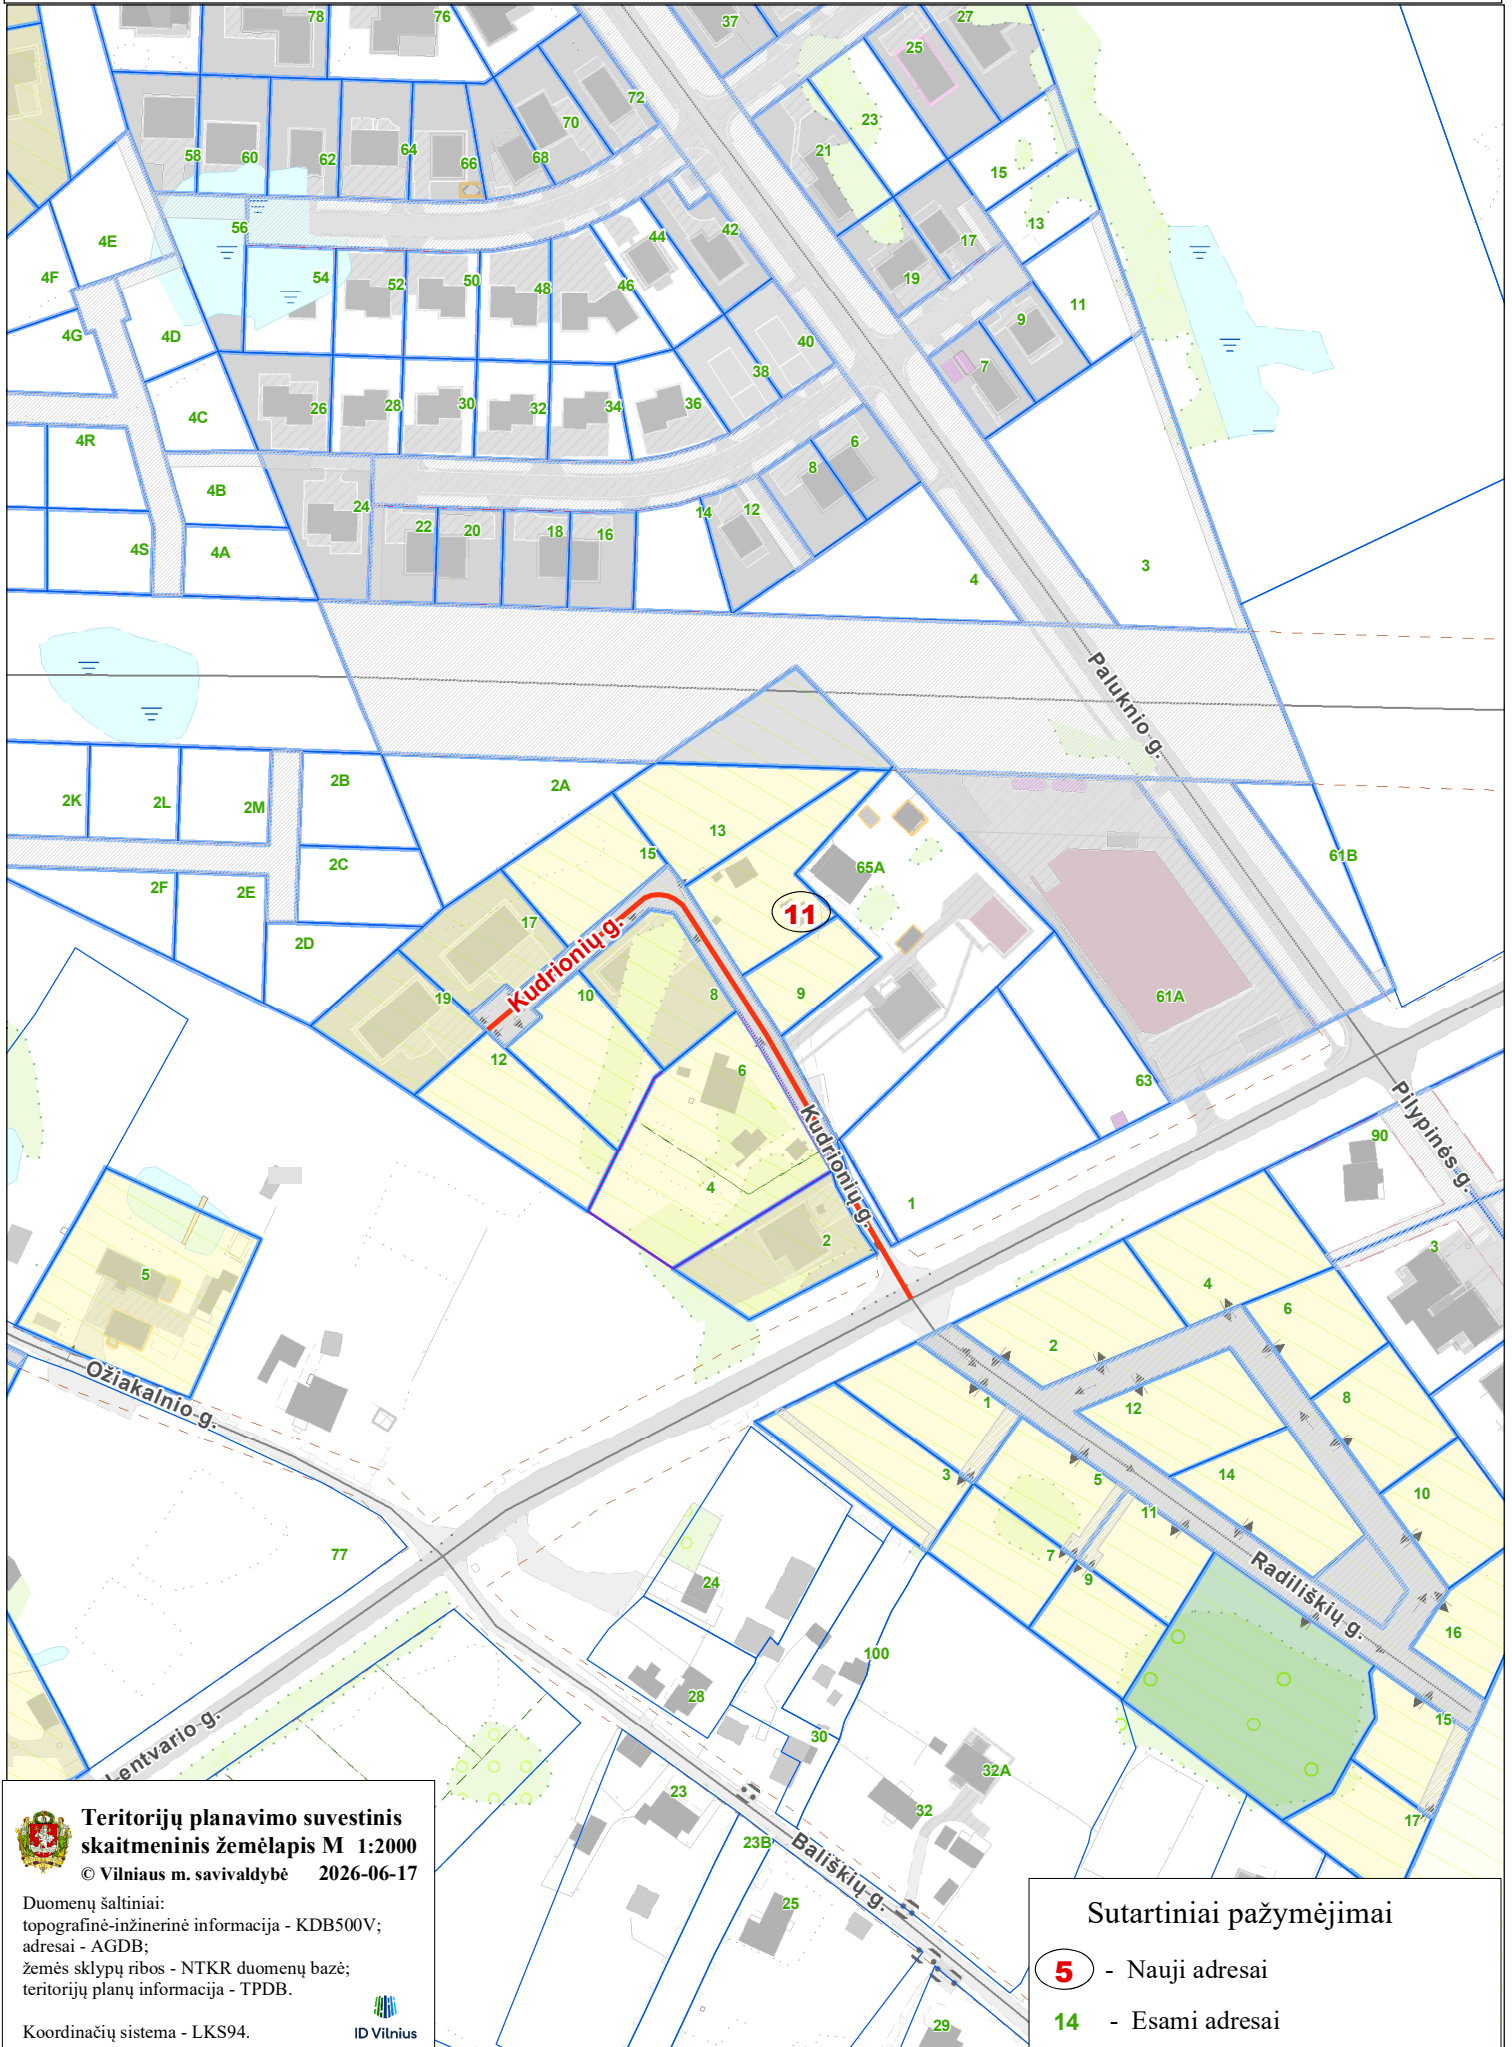 78
76
37
27
25
72
70
23
58
60
62
64
66
68
21
15
56
4E
44
42
13
17
4F
54
52
50
48
46
19
4G
4D
40
9
11
38
7
4C
26
28
30
32
34
36
4R
6
8
4B
24
14
12
22
20
18
16
4S
4A
4
3
Paluknio g.
2K
2L
2M
2B
2A
13
15
65A
61B
2C
2F
2E
11
17
2D
Kudrionių g.
19
10
8
9
61A
12
6
63
Kudrionių g.
Pilypinės g.
90
4
1
2
3
5
4
6
2
Ožiakalnio g.
1
12
8
3
5
14
10
11
77
7
9
Radiliškių g.
24
16
100
28
30
15
Lentvario g.
32A
23
32
17
23B
Bališkių g.
25
29
Teritorijų planavimo suvestinis
skaitmeninis žemėlapis M 1:2000
© Vilniaus m. savivaldybė 2026-06-17
Duomenų šaltiniai:
topografinė-inžinerinė informacija - KDB500V;
adresai - AGDB;
žemės sklypų ribos - NTKR duomenų bazė;
teritorijų planų informacija - TPDB.
Koordinačių sistema - LKS94.
ID Vilnius
Sutartiniai pažymėjimai
5 - Nauji adresai
14 - Esami adresai